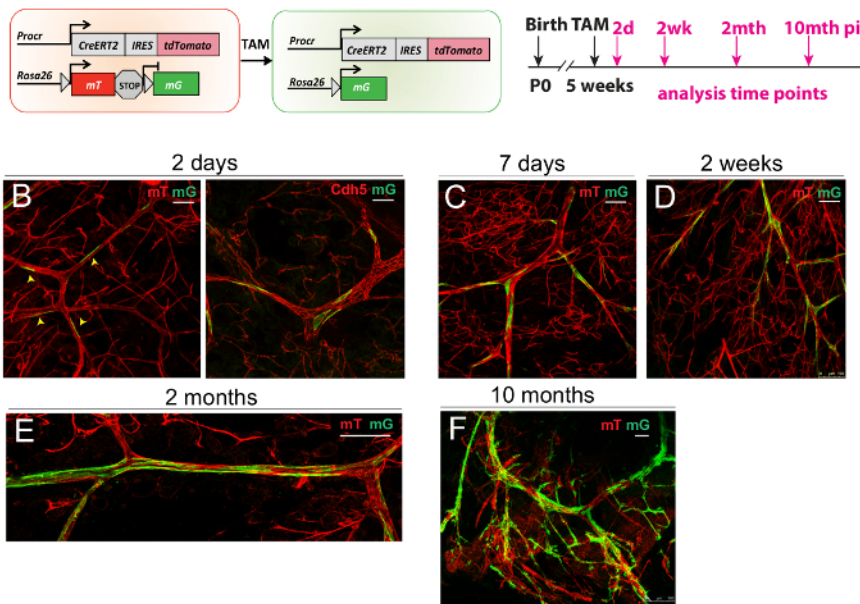 Procr CreERT2 IRES tdTomato
Rosa26 mT STOP mG
TAM
Procr CreERT2 IRES tdTomato
Rosa26 mG
Birth TAM 2d 2wk 2mth 10mth pi
P0 5 weeks analysis time points
2 days 7 days 2 weeks
B mT mG
Cdh5 mG
C mT mG
D mT mG
2 months 10 months
E mT mG
F mT mG